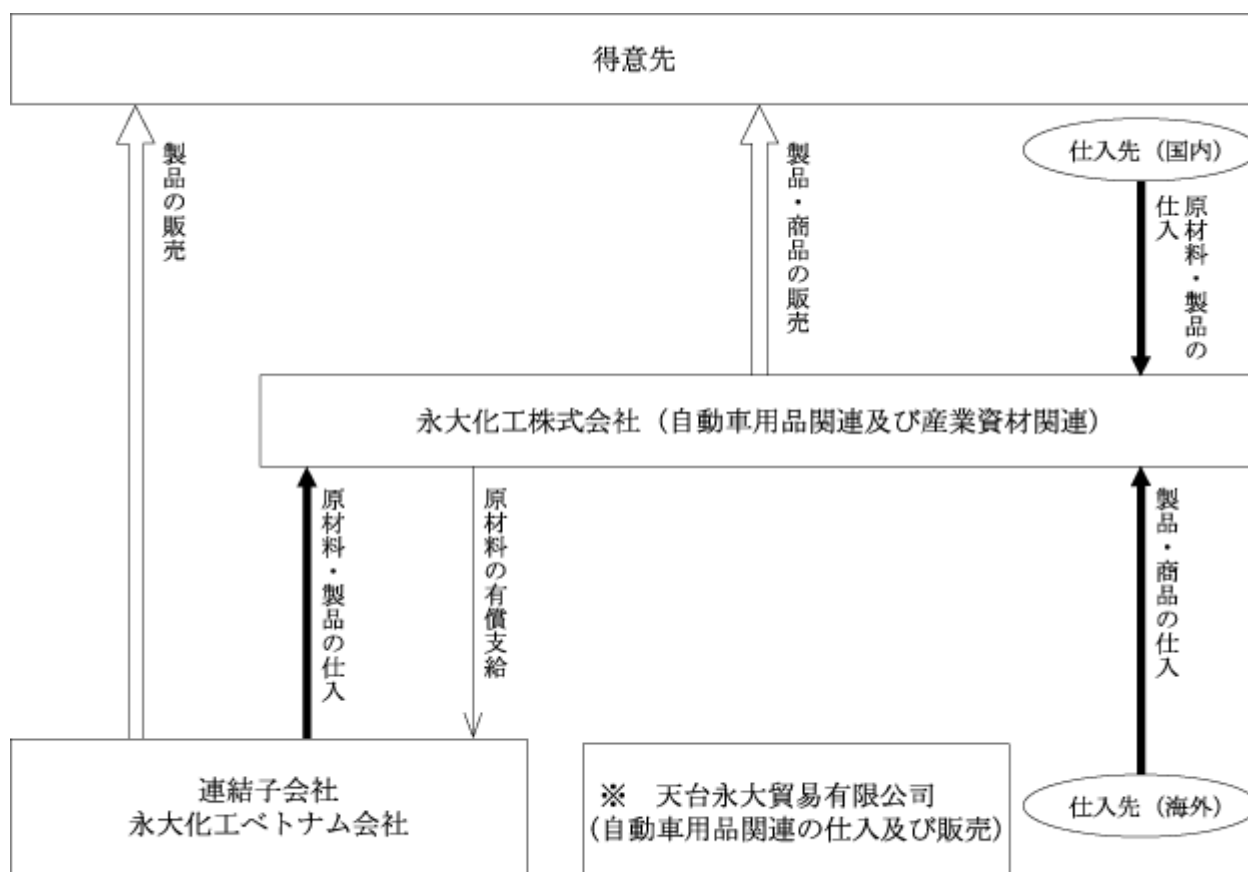 得意先
製品の販売
製品・商品の販売
仕入先（国内）
原材料・製品の
仕入
永大化工株式会社（自動車用品関連及び産業資材関連）
原材料・製品の仕入
原材料の有償支給
製品・商品の仕入
連結子会社
永大化工ベトナム会社
※　天台永大貿易有限公司
(自動車用品関連の仕入及び販売）
仕入先（海外）